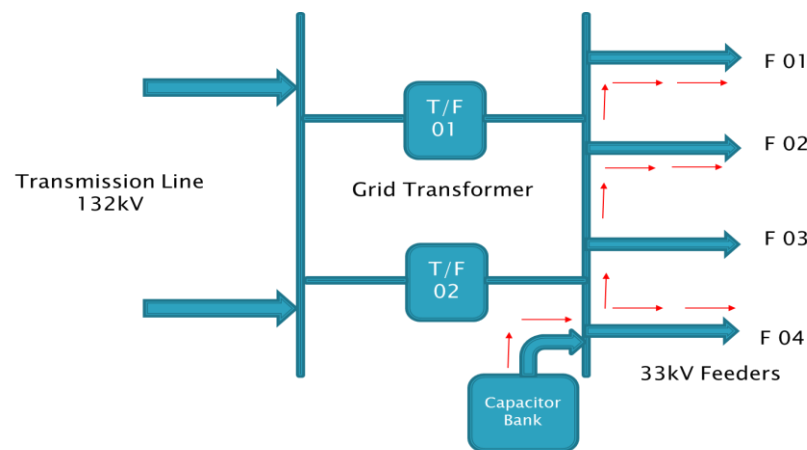 Transmission Line
132kV
T/F
01
Grid Transformer
T/F
02
Capacitor
Bank
F 01
F 02
F 03
F 04
33kV Feeders